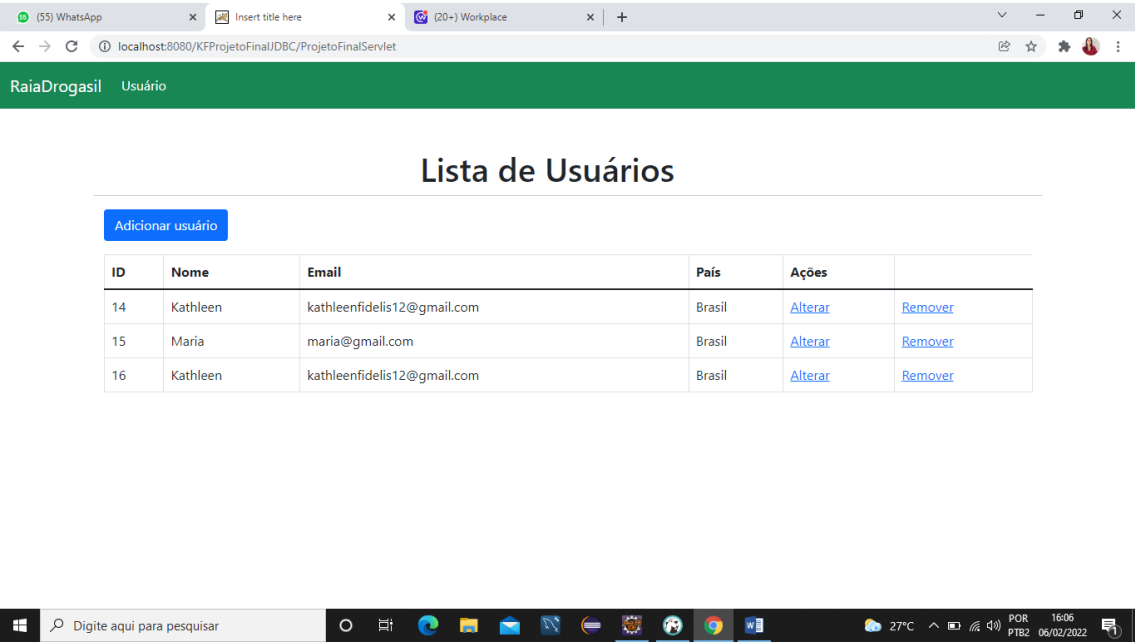 (55) WhatsApp
Insert title here
(20+) Workplace
localhost:8080/KFProjetoFinalJDBC/ProjetoFinalServlet
RaiaDrogasil Usuário
Lista de Usuários
Adicionar usuário
ID Nome Email País Ações
14 Kathleen kathleenfidelis12@gmail.com Brasil Alterar Remover
15 Maria maria@gmail.com Brasil Alterar Remover
16 Kathleen kathleenfidelis12@gmail.com Brasil Alterar Remover
Digite aqui para pesquisar
27°C
POR
PTB2
16:06
06/02/2022